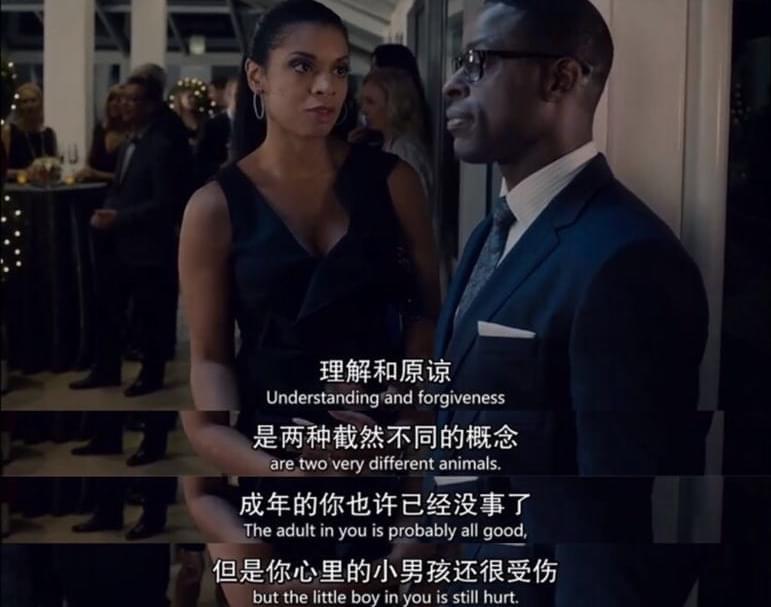 理解和原谅
Understanding and forgiveness
是两种截然不同的概念
are two very different animals.
成年的你也许已经没事了
The adult in you is probably all good,
但是你心里的小男孩还很受伤
but the little boy in you is still hurt.